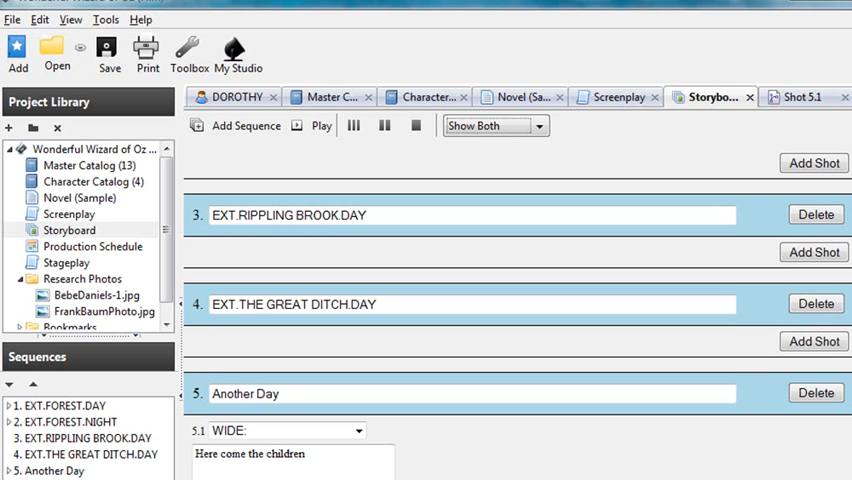 Wonderful Wizard of Oz (Film)
File Edit View Tools Help
Add Open Save Print Toolbox My Studio
Project Library
DOROTHY Master C... Character... Novel (Sa... Screenplay Storybo... Shot 5.1
Add Sequence Play Show Both
Wonderful Wizard of Oz ...
Master Catalog (13)
Character Catalog (4)
Novel (Sample)
Screenplay
Storyboard
Production Schedule
Stageplay
Research Photos
BebeDaniels-1.jpg
FrankBaumPhoto.jpg
Bookmarks
Sequences
1. EXT.FOREST.DAY
2. EXT.FOREST.NIGHT
3. EXT.RIPPLING BROOK.DAY
4. EXT.THE GREAT DITCH.DAY
5. Another Day
Add Shot
3. EXT.RIPPLING BROOK.DAY Delete
Add Shot
4. EXT.THE GREAT DITCH.DAY Delete
Add Shot
5. Another Day Delete
5.1 WIDE:
Here come the children